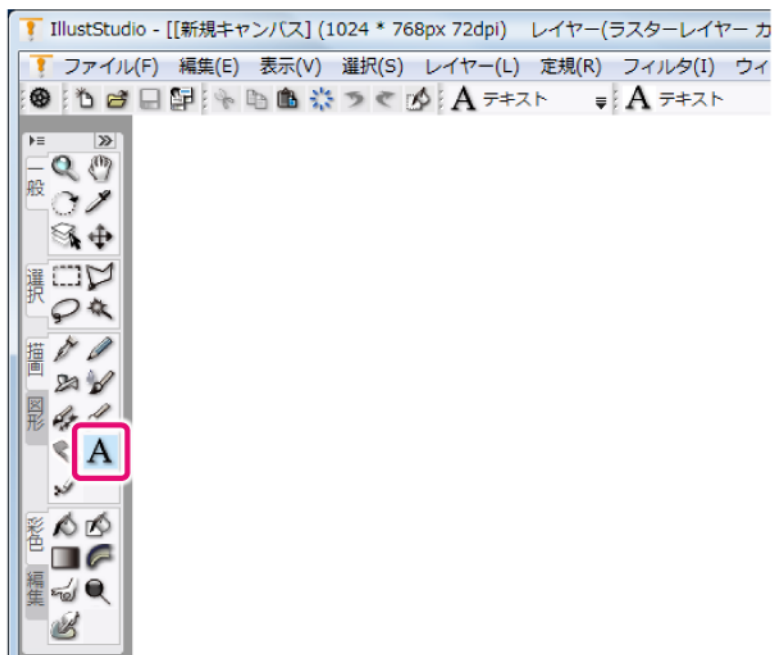 IllustStudio - [[新規キャンバス] (1024 * 768px 72dpi) レイヤー(ラスターレイヤー カ
ファイル(F) 編集(E) 表示(V) 選択(S) レイヤー(L) 定規(R) フィルタ(I) ウィ
A テキスト A テキスト
一般
選択
描画
図形
A
彩色
編集